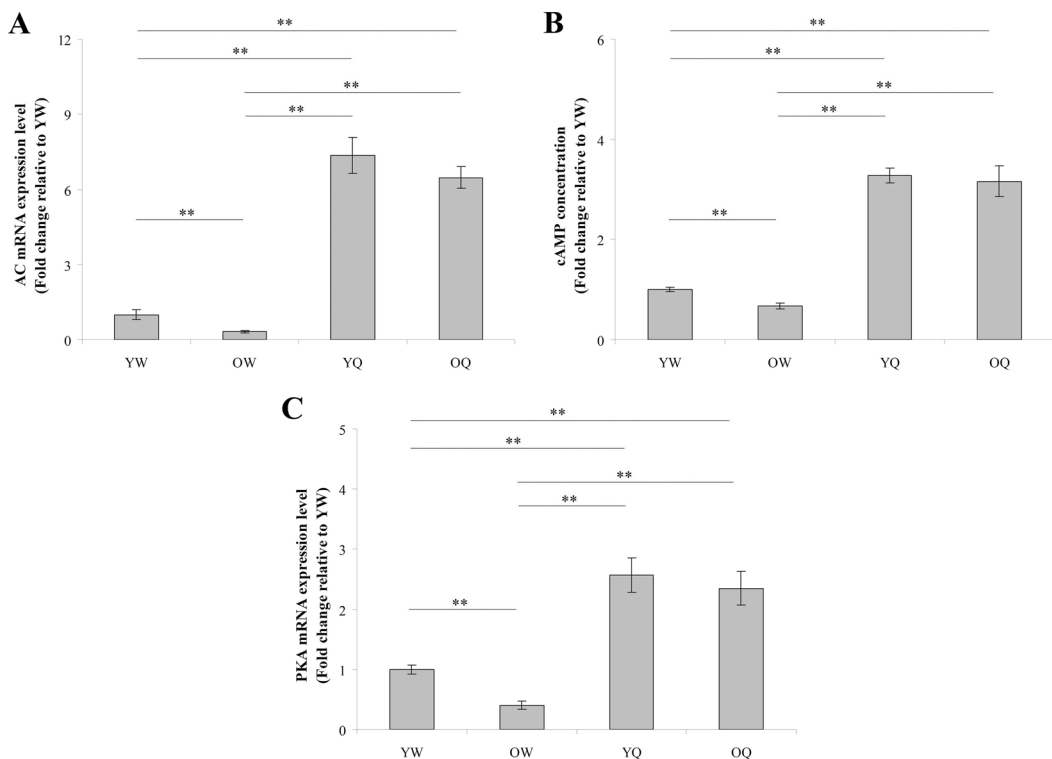 A
AC mRNA expression level
(Fold change relative to YW)
12
9
6
3
0
**
**
**
**
**
YW OW YQ OQ
B
cAMP concentration
(Fold change relative to YW)
6
4
2
0
**
**
**
**
**
YW OW YQ OQ
C
PKA mRNA expression level
(Fold change relative to YW)
5
4
3
2
1
0
**
**
**
**
**
YW OW YQ OQ